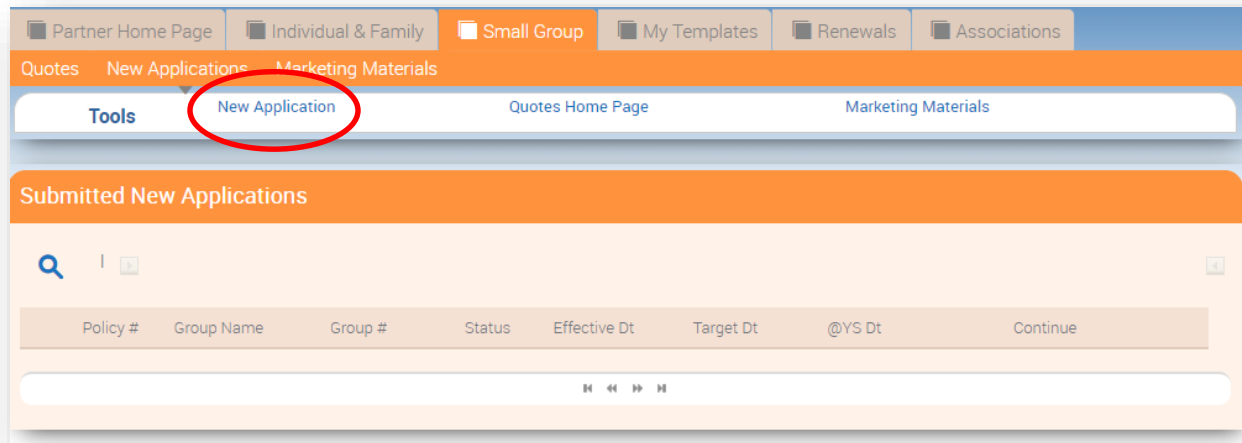 Partner Home Page Individual & Family Small Group My Templates Renewals Associations
Quotes New Applications Marketing Materials
Tools New Application Quotes Home Page Marketing Materials
Submitted New Applications
Policy # Group Name Group # Status Effective Dt Target Dt @YS Dt Continue